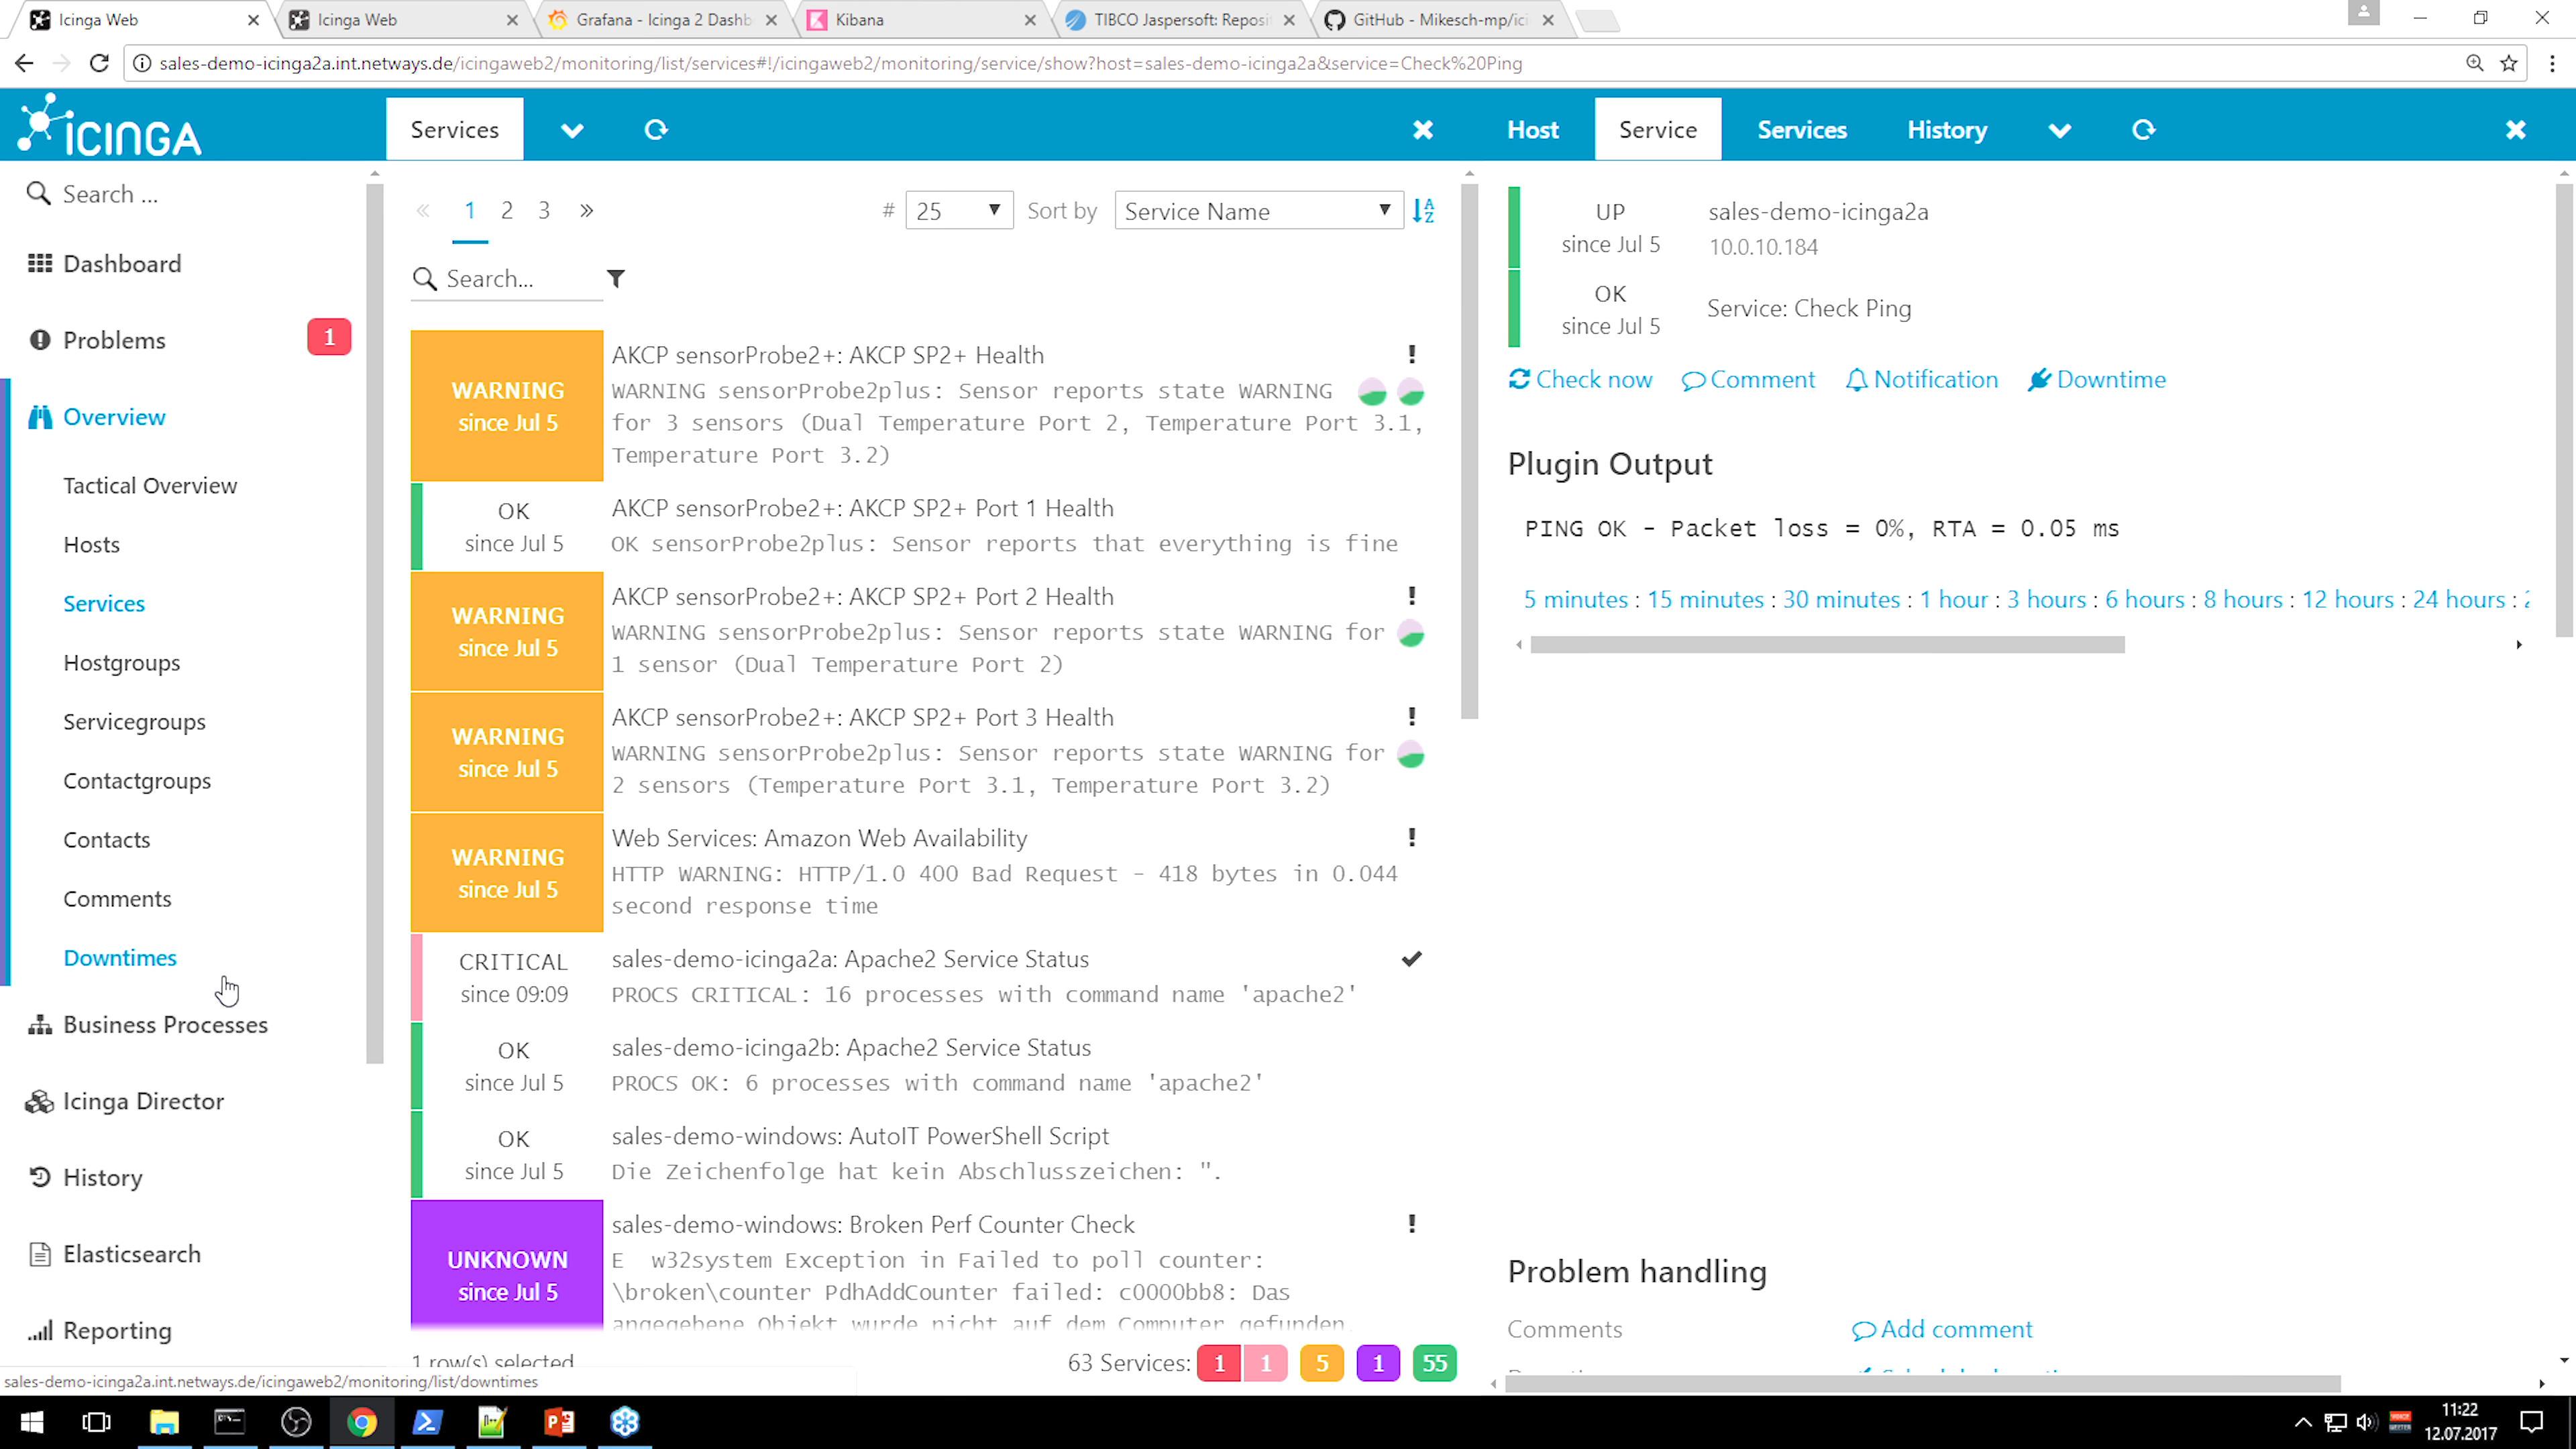 Icinga Web
Icinga Web
Grafana - Icinga 2 Dashb
Kibana
TIBCO Jaspersoft: Reposi
GitHub - Mikesch-mp/ici
sales-demo-icinga2a.int.netways.de/icingaweb2/monitoring/list/services#!/icingaweb2/monitoring/service/show?host=sales-demo-icinga2a&service=Check%20Ping
ICINGA
Services
Host
Service
Services
History
Search ...
Dashboard
Problems
1
Overview
Tactical Overview
Hosts
Services
Hostgroups
Servicegroups
Contactgroups
Contacts
Comments
Downtimes
Business Processes
Icinga Director
History
Elasticsearch
Reporting
« 1 2 3 »
# 25 Sort by Service Name
Search...
WARNING
since Jul 5
AKCP sensorProbe2+: AKCP SP2+ Health
WARNING sensorProbe2plus: Sensor reports state WARNING
for 3 sensors (Dual Temperature Port 2, Temperature Port 3.1,
Temperature Port 3.2)
OK
since Jul 5
AKCP sensorProbe2+: AKCP SP2+ Port 1 Health
OK sensorProbe2plus: Sensor reports that everything is fine
WARNING
since Jul 5
AKCP sensorProbe2+: AKCP SP2+ Port 2 Health
WARNING sensorProbe2plus: Sensor reports state WARNING for
1 sensor (Dual Temperature Port 2)
WARNING
since Jul 5
AKCP sensorProbe2+: AKCP SP2+ Port 3 Health
WARNING sensorProbe2plus: Sensor reports state WARNING for
2 sensors (Temperature Port 3.1, Temperature Port 3.2)
WARNING
since Jul 5
Web Services: Amazon Web Availability
HTTP WARNING: HTTP/1.0 400 Bad Request - 418 bytes in 0.044
second response time
CRITICAL
since 09:09
sales-demo-icinga2a: Apache2 Service Status
PROCS CRITICAL: 16 processes with command name 'apache2'
OK
since Jul 5
sales-demo-icinga2b: Apache2 Service Status
PROCS OK: 6 processes with command name 'apache2'
OK
since Jul 5
sales-demo-windows: AutoIT PowerShell Script
Die Zeichenfolge hat kein Abschlusszeichen: ".
UNKNOWN
since Jul 5
sales-demo-windows: Broken Perf Counter Check
E w32system Exception in Failed to poll counter:
\broken\counter PdhAddCounter failed: c0000bb8: Das
angegebene Objekt wurde nicht auf dem Computer gefunden.
1 row(s) selected
63 Services: 1 1 5 1 55
UP
since Jul 5
sales-demo-icinga2a
10.0.10.184
OK
since Jul 5
Service: Check Ping
Check now
Comment
Notification
Downtime
Plugin Output
PING OK - Packet loss = 0%, RTA = 0.05 ms
5 minutes : 15 minutes : 30 minutes : 1 hour : 3 hours : 6 hours : 8 hours : 12 hours : 24 hours :
Problem handling
Comments
Add comment
sales-demo-icinga2a.int.netways.de/icingaweb2/monitoring/list/downtimes
11:22
12.07.2017